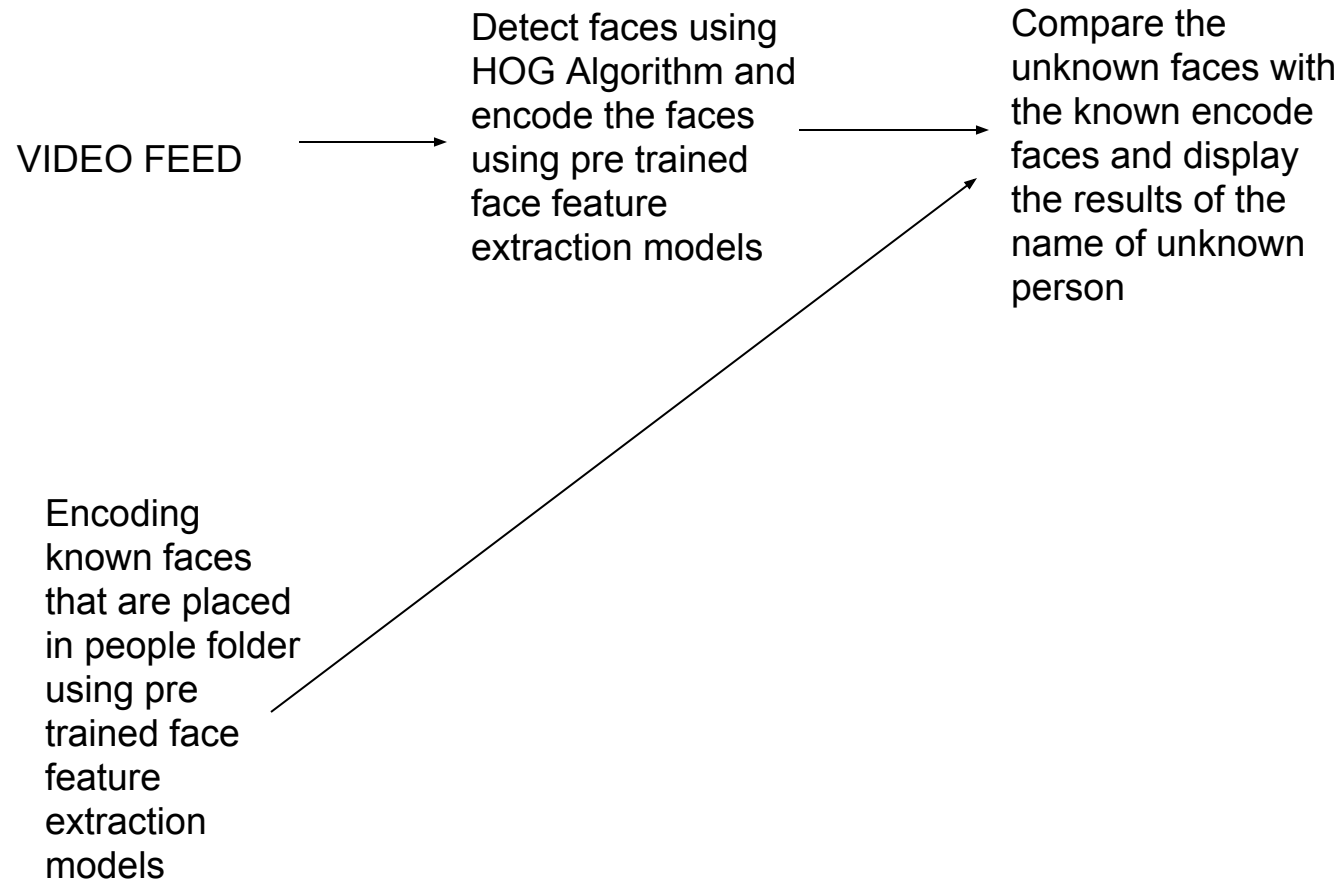 VIDEO FEED
Detect faces using
HOG Algorithm and
encode the faces
using pre trained
face feature
extraction models
Compare the
unknown faces with
the known encode
faces and display
the results of the
name of unknown
person
Encoding
known faces
that are placed
in people folder
using pre
trained face
feature
extraction
models